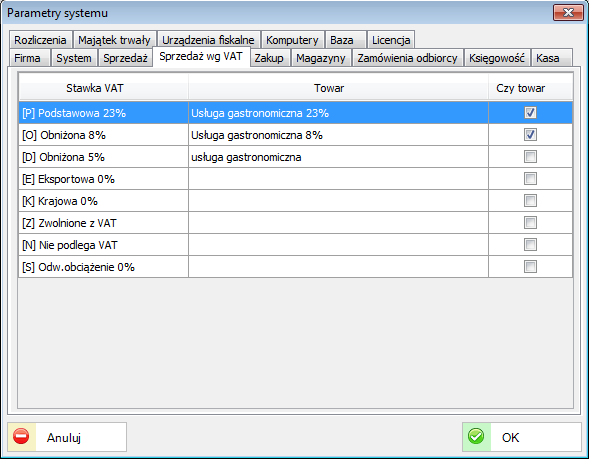 Parametry systemu
Rozliczenia Majątek trwały Urządzenia fiskalne Komputery Baza Licencja
Firma System Sprzedaż Sprzedaż wg VAT Zakup Magazyny Zamówienia odbiorcy Księgowość Kasa
Stawka VAT Towar Czy towar
[P] Podstawowa 23% Usługa gastronomiczna 23%
[O] Obniżona 8% Usługa gastronomiczna 8%
[D] Obniżona 5% usługa gastronomiczna
[E] Eksportowa 0%
[K] Krajowa 0%
[Z] Zwolnione z VAT
[N] Nie podlega VAT
[S] Odw.obciążenie 0%
Anuluj OK